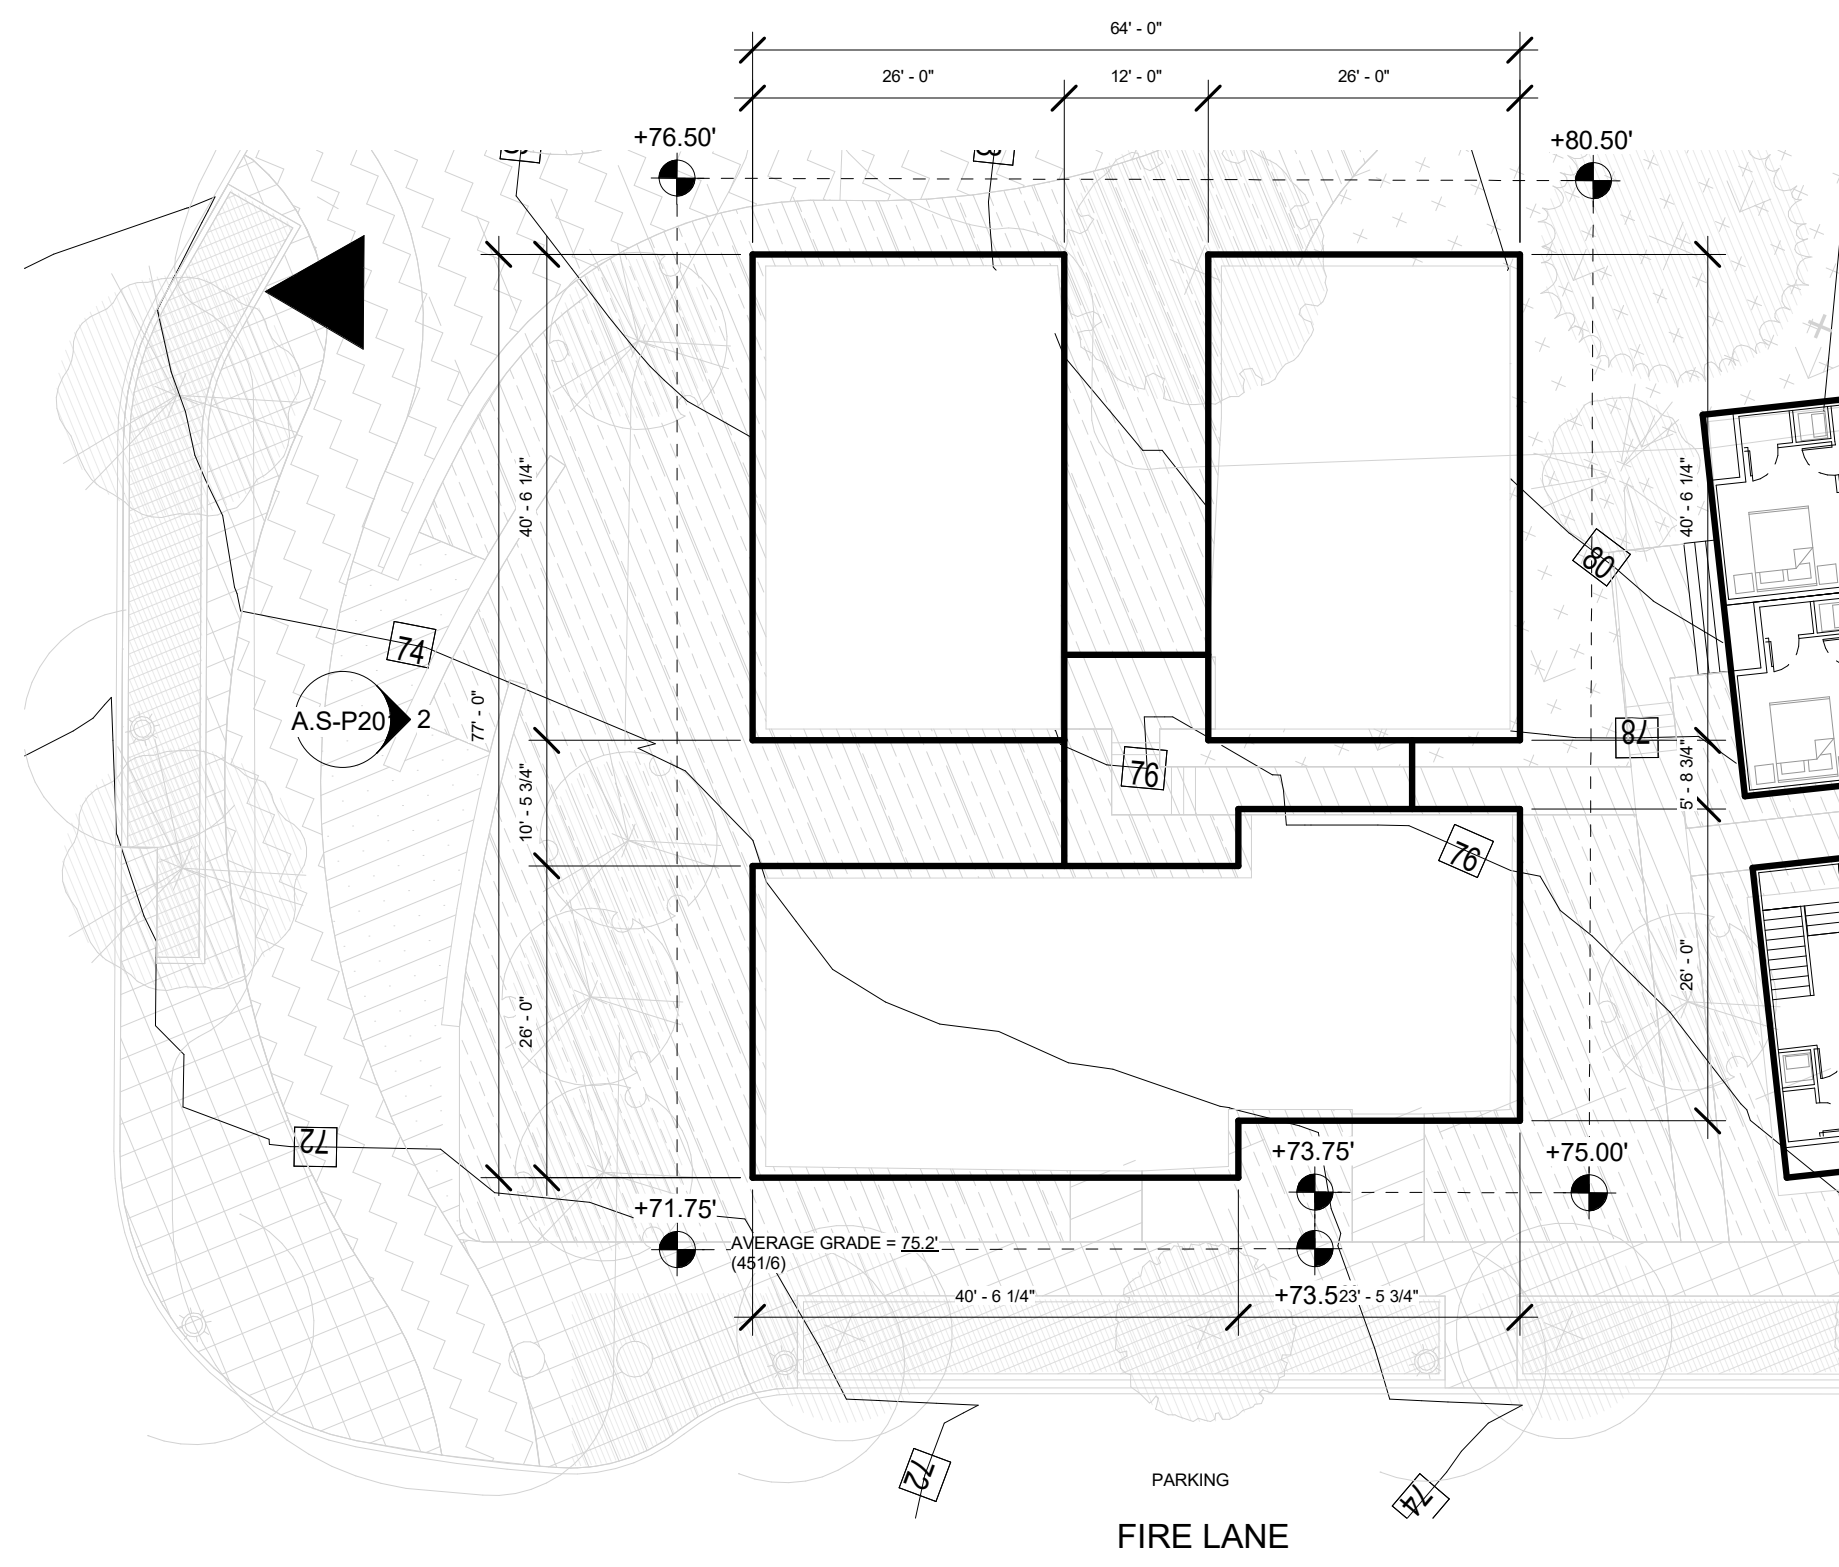 64' - 0"
26' - 0"
12' - 0"
26' - 0"
+76.50'
+80.50'
40' - 6 1/4"
40' - 6 1/4"
80
74
A.S-P20
2
77' - 0"
76
78
10' - 5 3/4"
5' - 8 3/4"
76
26' - 0"
26' - 0"
72
+73.75'
+75.00'
+71.75'
AVERAGE GRADE = 75.2'
(451/6)
40' - 6 1/4"
+73.5
23' - 5 3/4"
72
74
PARKING
FIRE LANE